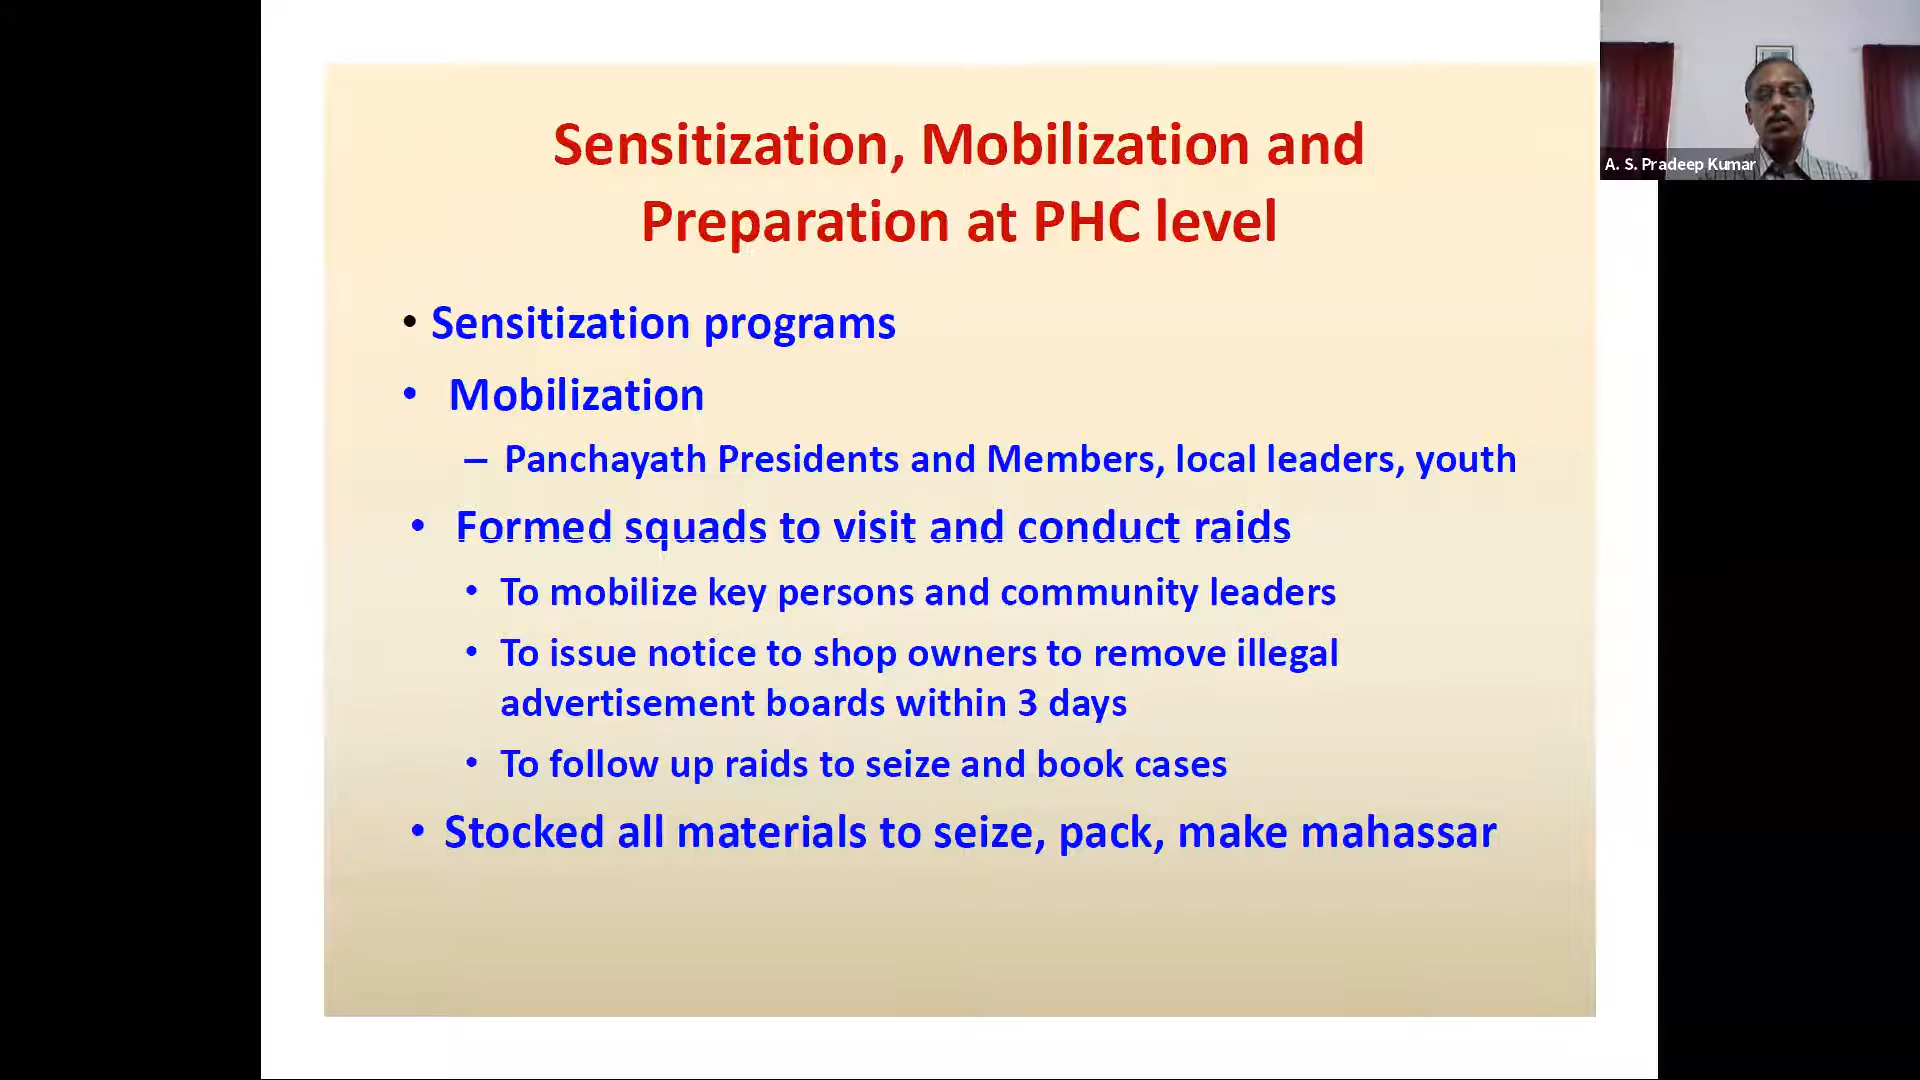 Sensitization, Mobilization and
Preparation at PHC level
• Sensitization programs
• Mobilization
– Panchayath Presidents and Members, local leaders, youth
• Formed squads to visit and conduct raids
• To mobilize key persons and community leaders
• To issue notice to shop owners to remove illegal
advertisement boards within 3 days
• To follow up raids to seize and book cases
• Stocked all materials to seize, pack, make mahassar
A. S. Pradeep Kumar